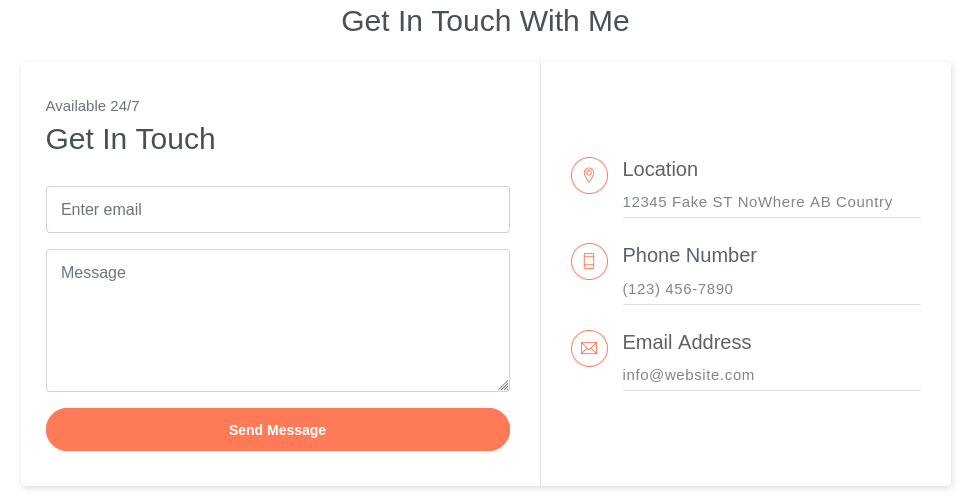 Get In Touch With Me
Available 24/7
Get In Touch
Enter email
Message
Send Message
Location
12345 Fake ST NoWhere AB Country
Phone Number
(123) 456-7890
Email Address
info@website.com